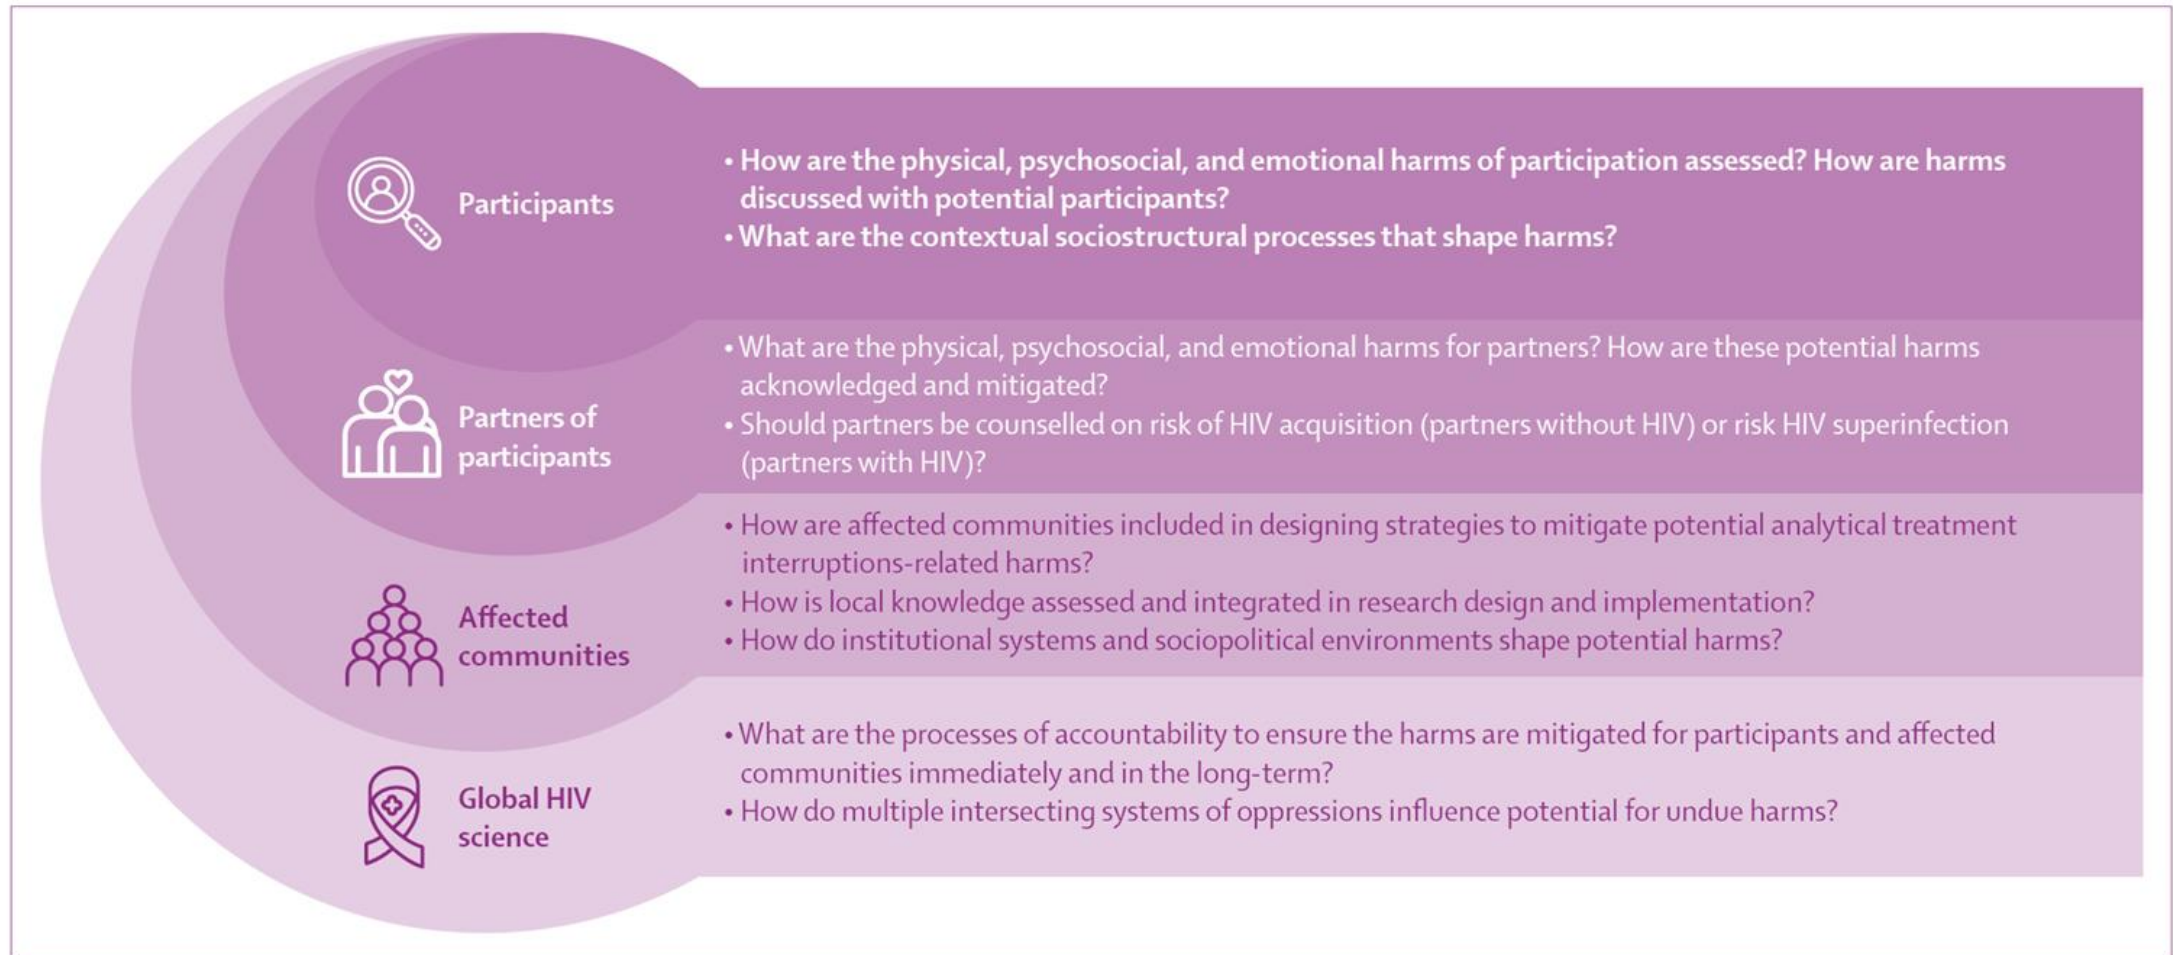 Participants
• How are the physical, psychosocial, and emotional harms of participation assessed? How are harms
discussed with potential participants?
• What are the contextual sociostructural processes that shape harms?
Partners of
participants
• What are the physical, psychosocial, and emotional harms for partners? How are these potential harms
acknowledged and mitigated?
• Should partners be counselled on risk of HIV acquisition (partners without HIV) or risk HIV superinfection
(partners with HIV)?
Affected
communities
• How are affected communities included in designing strategies to mitigate potential analytical treatment
interruptions-related harms?
• How is local knowledge assessed and integrated in research design and implementation?
• How do institutional systems and sociopolitical environments shape potential harms?
Global HIV
science
• What are the processes of accountability to ensure the harms are mitigated for participants and affected
communities immediately and in the long-term?
• How do multiple intersecting systems of oppressions influence potential for undue harms?